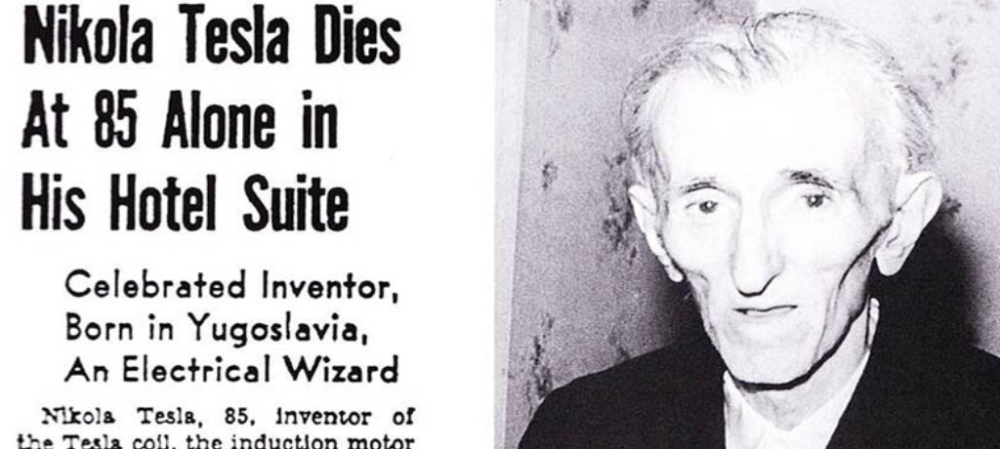 Nikola Tesla Dies
At 85 Alone in
His Hotel Suite
Celebrated Inventor,
Born in Yugoslavia,
An Electrical Wizard
Nikola Tesla, 85, inventor of
the Tesla coil, the induction motor